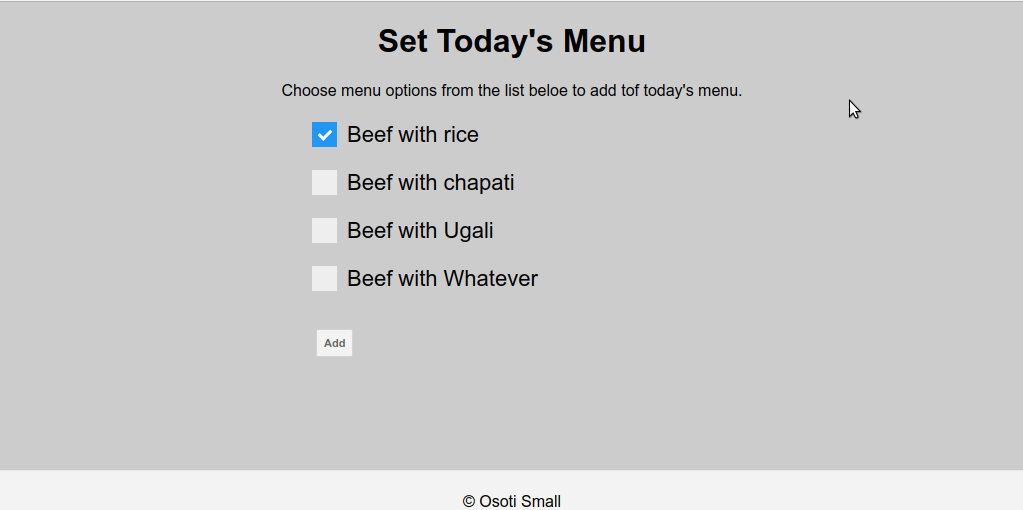 Set Today's Menu
Choose menu options from the list beloe to add tof today's menu.
Beef with rice
Beef with chapati
Beef with Ugali
Beef with Whatever
Add
© Osoti Small